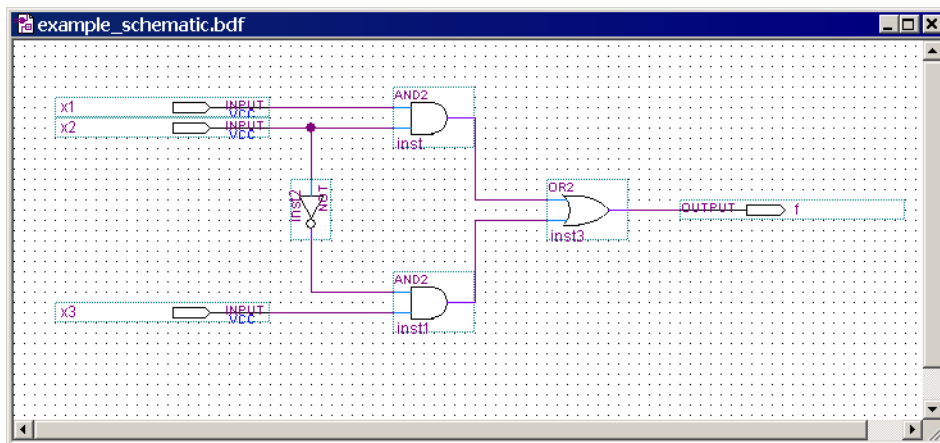 example_schematic.bdf
x1 INPUT VCC
x2 INPUT VCC
AND2
inst
inst2
NOT
OR2
inst3
OUTPUT f
AND2
inst1
x3 INPUT VCC